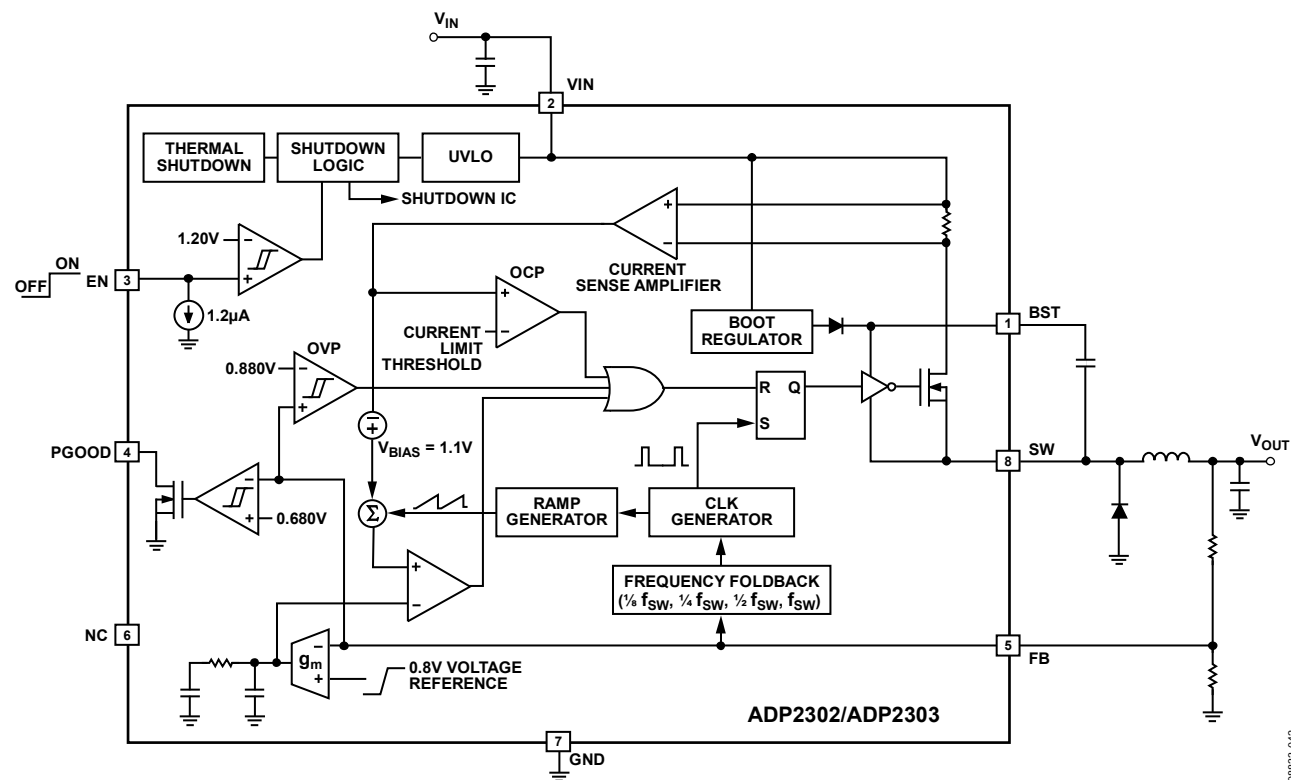 VIN
VIN
2
THERMAL
SHUTDOWN
SHUTDOWN
LOGIC
UVLO
SHUTDOWN IC
1.20V
−
+
+
−
CURRENT
SENSE AMPLIFIER
ON
OFF
EN
3
1.2µA
OCP
+
−
CURRENT
LIMIT
THRESHOLD
BOOT
REGULATOR
1
BST
OVP
0.880V
−
+
R Q
S
− +
VBIAS = 1.1V
PGOOD
4
−
+
0.680V
Σ
RAMP
GENERATOR
CLK
GENERATOR
8
SW
VOUT
+
−
FREQUENCY FOLDBACK
(⅛ fSW, ¼ fSW, ½ fSW, fSW)
NC
6
gm
−
+
0.8V VOLTAGE
REFERENCE
5
FB
ADP2302/ADP2303
7
GND